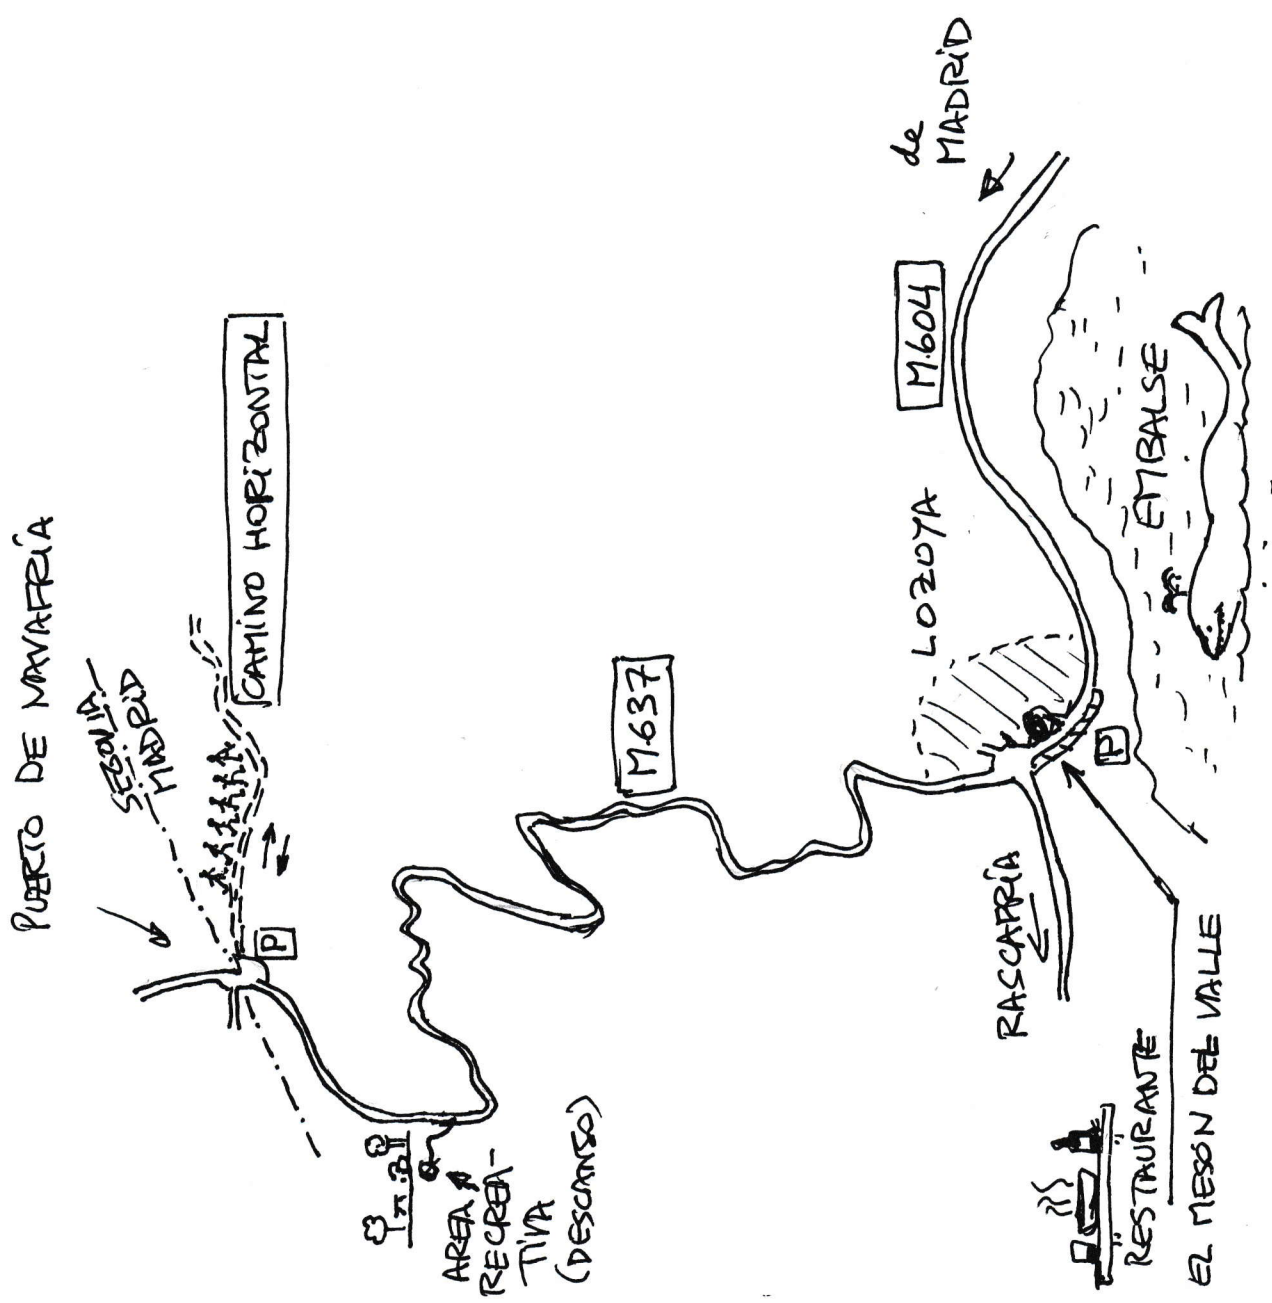 PUERTO DE NAVAFRÍA
SEGOVIA
MADRID
CAMINO HORIZONTAL
P
AREA
RECREA-
TIVA
(DESCANSO)
M.637
LOZOYA
M.604
de
MADRID
RASCAFRÍA
P
EMBALSE
RESTAURANTE
EL MESON DEL VALLE